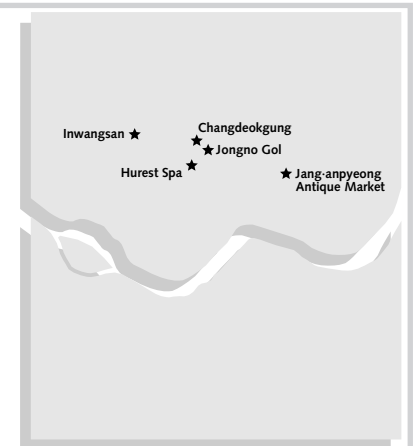 Changdeokgung
Inwangsan
Jongno Gol
Hurest Spa
Jang-anpyeong
Antique Market